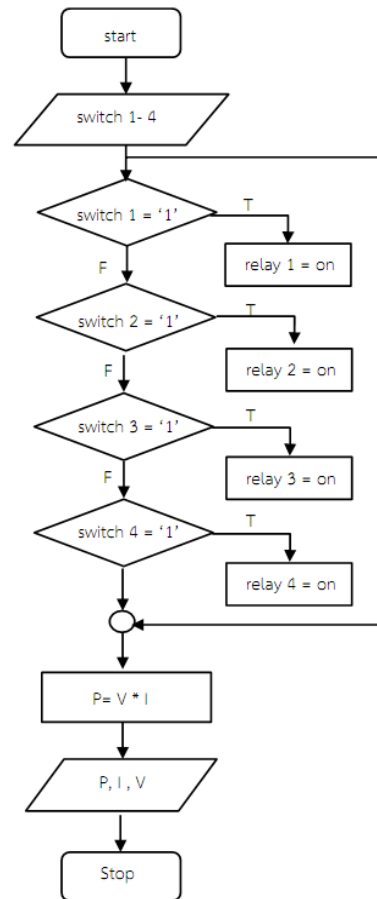 start
switch 1- 4
switch 1 = ‘1’
T
relay 1 = on
F
switch 2 = ‘1’
T
relay 2 = on
F
switch 3 = ‘1’
T
relay 3 = on
F
switch 4 = ‘1’
T
relay 4 = on
P= V * I
P, I , V
Stop